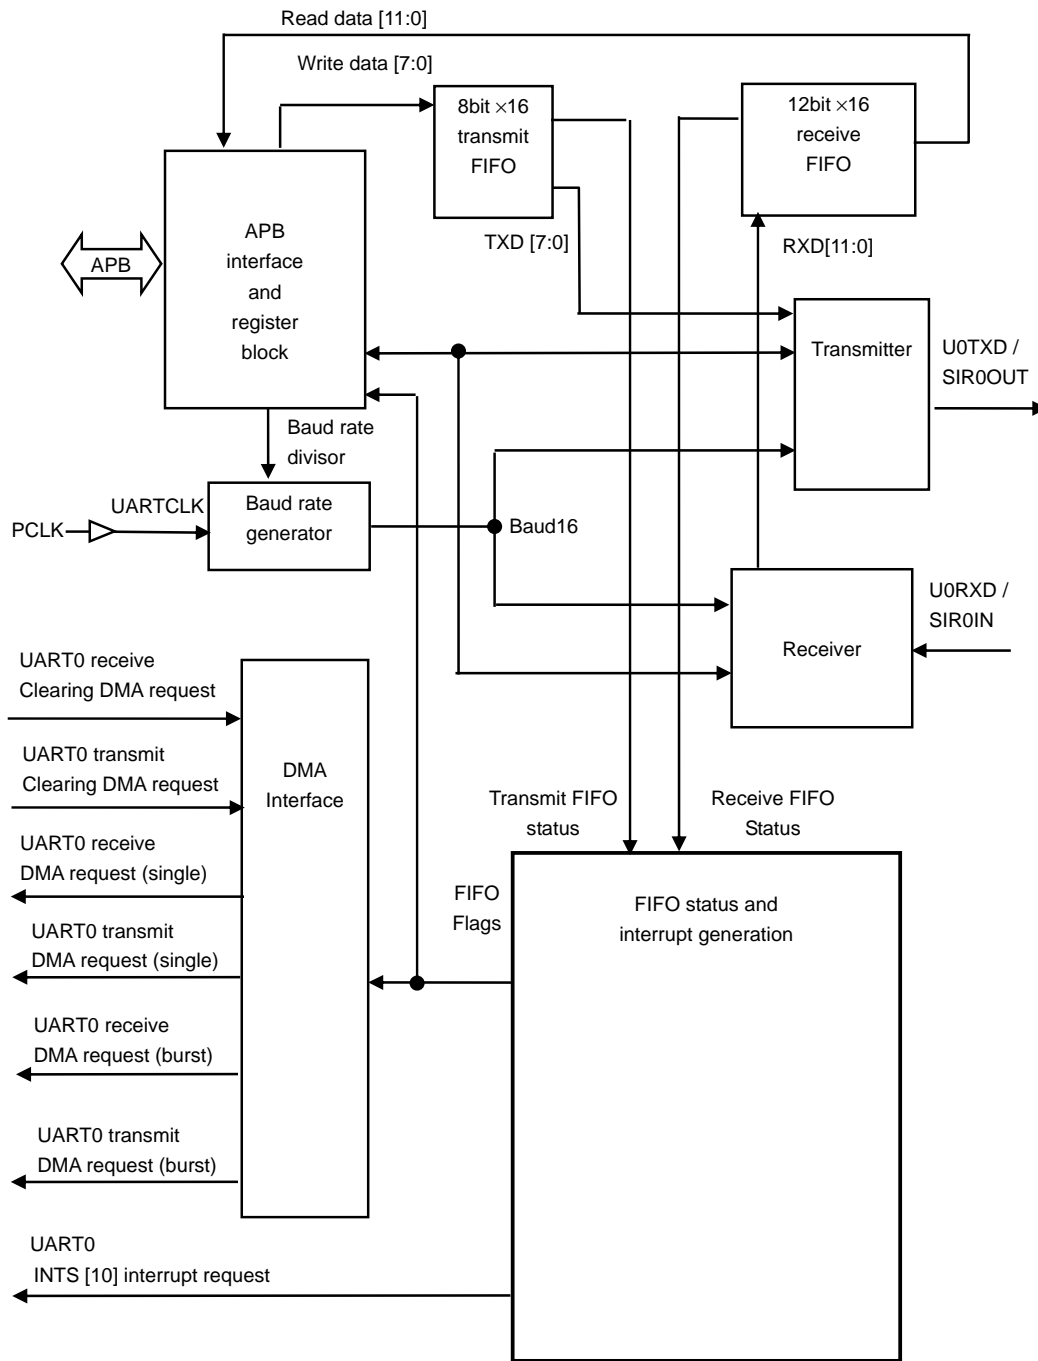 Read data [11:0]
Write data [7:0]
8bit ×16
transmit
FIFO
12bit ×16
receive
FIFO
APB
interface
and
register
block
APB
TXD [7:0]
RXD[11:0]
Transmitter
U0TXD /
SIR0OUT
Baud rate
divisor
UARTCLK
PCLK
Baud rate
generator
Baud16
U0RXD /
SIR0IN
Receiver
UART0 receive
Clearing DMA request
UART0 transmit
Clearing DMA request
DMA
Interface
UART0 receive
DMA request (single)
UART0 transmit
DMA request (single)
UART0 receive
DMA request (burst)
UART0 transmit
DMA request (burst)
Transmit FIFO
status
Receive FIFO
Status
FIFO
Flags
FIFO status and
interrupt generation
UART0
INTS [10] interrupt request